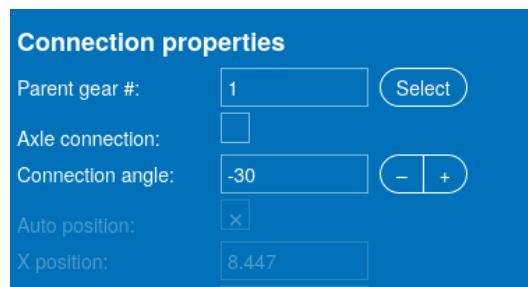 Connection properties
Parent gear #: 1 Select
Axle connection:
Connection angle: -30 – +
Auto position: ×
X position: 8.447